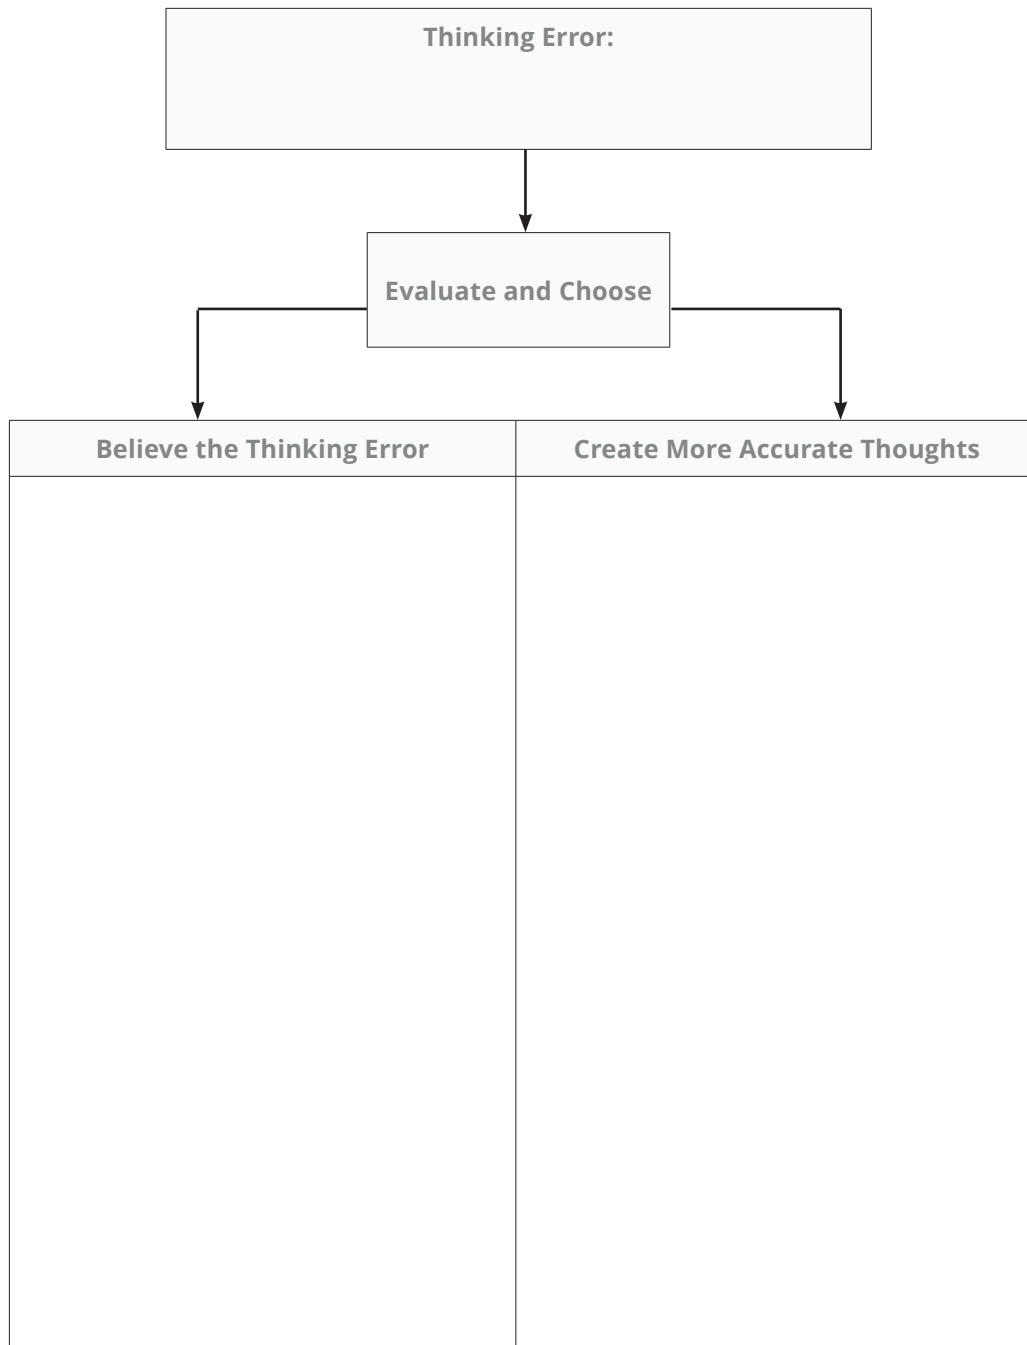 Thinking Error:
Evaluate and Choose
Believe the Thinking Error
Create More Accurate Thoughts